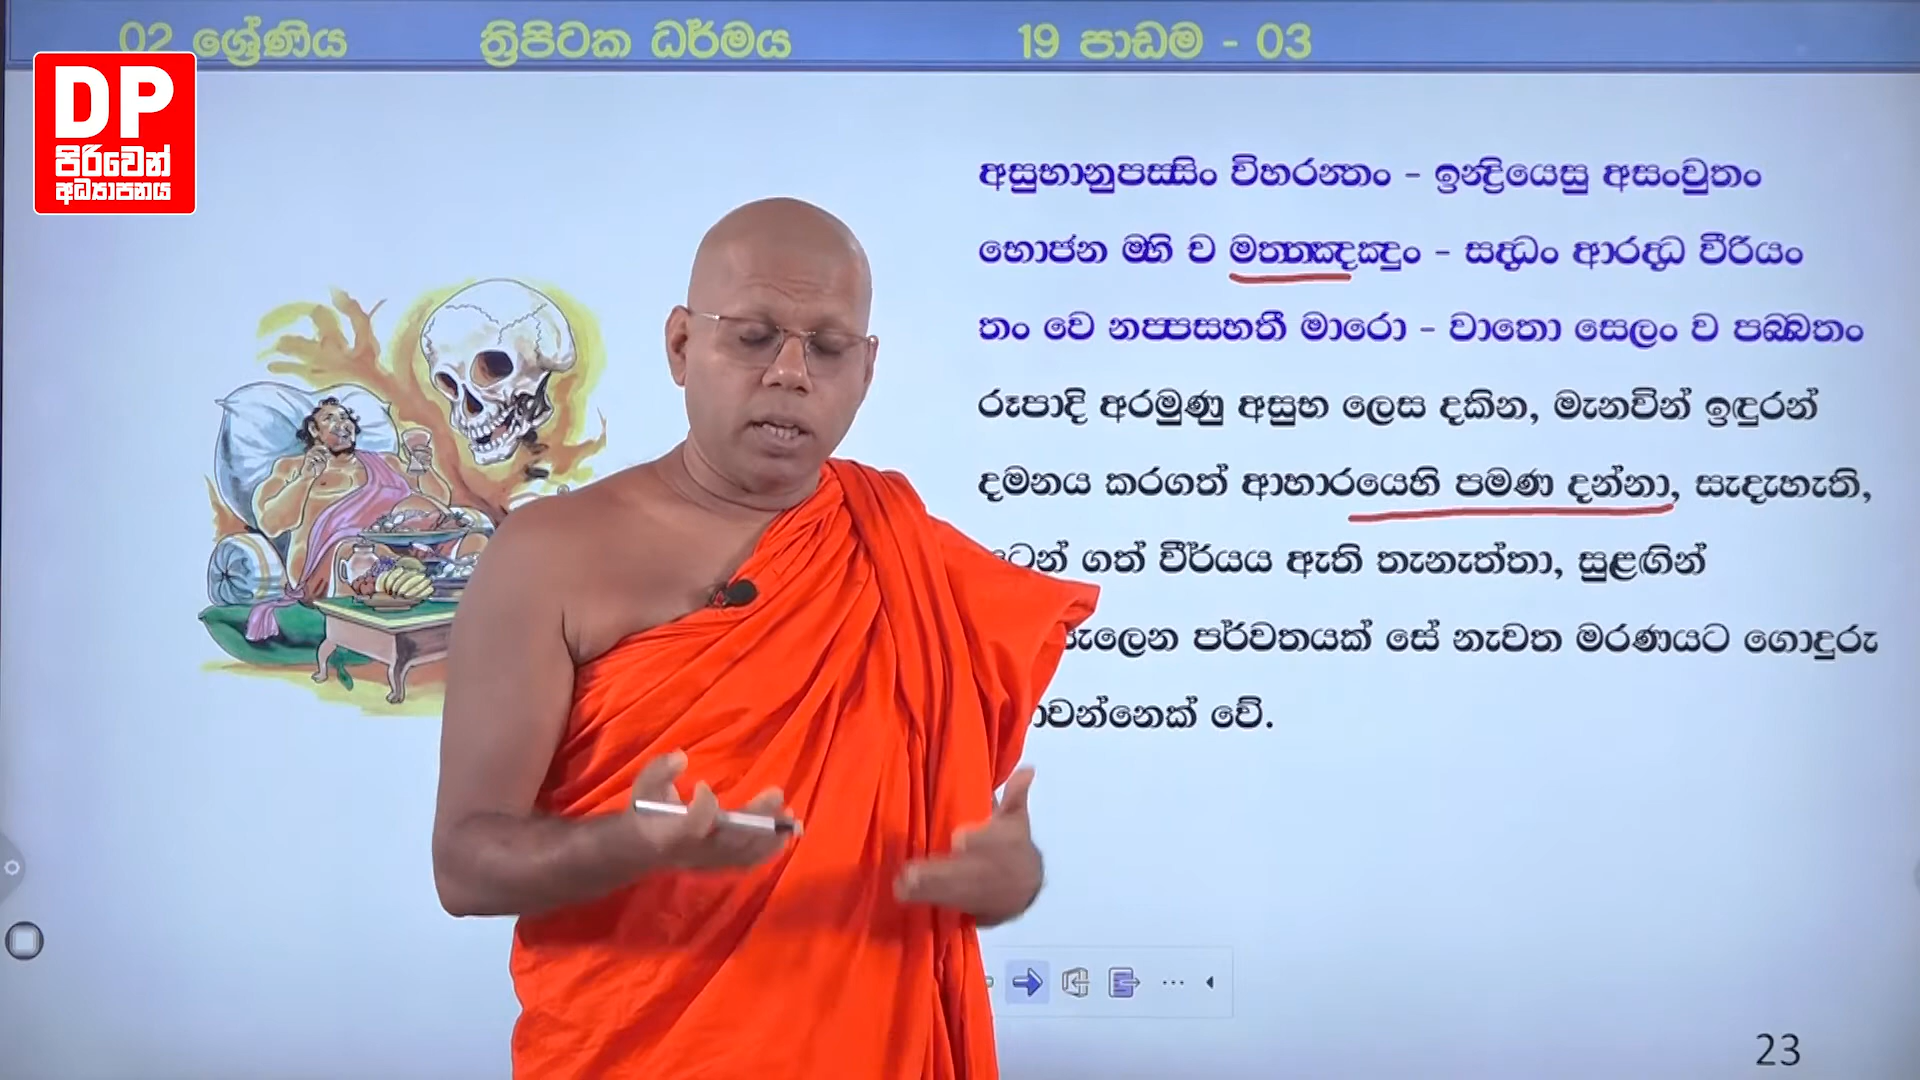 02 ශ්‍රේණිය ත්‍රිපිටක ධර්මය 19 පාඩම - 03
DP
පිරිවෙන්
අධ්‍යාපනය
අසුභානුපස්සිං විහරන්තං - ඉන්ද්‍රියෙසු අසංවුතං
භොජන ම්හි ච මත්තඤ්ඤුං - සද්ධං ආරද්ධ වීරියං
තං වෙ නප්පසහතී මාරො - වාතො සෙලං ව පබ්බතං
රූපාදි අරමුණු අසුභ ලෙස දකින, මැනවින් ඉඳුරන්
දමනය කරගත් ආහාරයෙහි පමණ දන්නා, සැදැහැති,
ගත් වීර්යය ඇති තැනැත්තා, සුළඟින්
පර්වතයක් සේ නැවත මරණයට ගොදුරු
වේ.
23